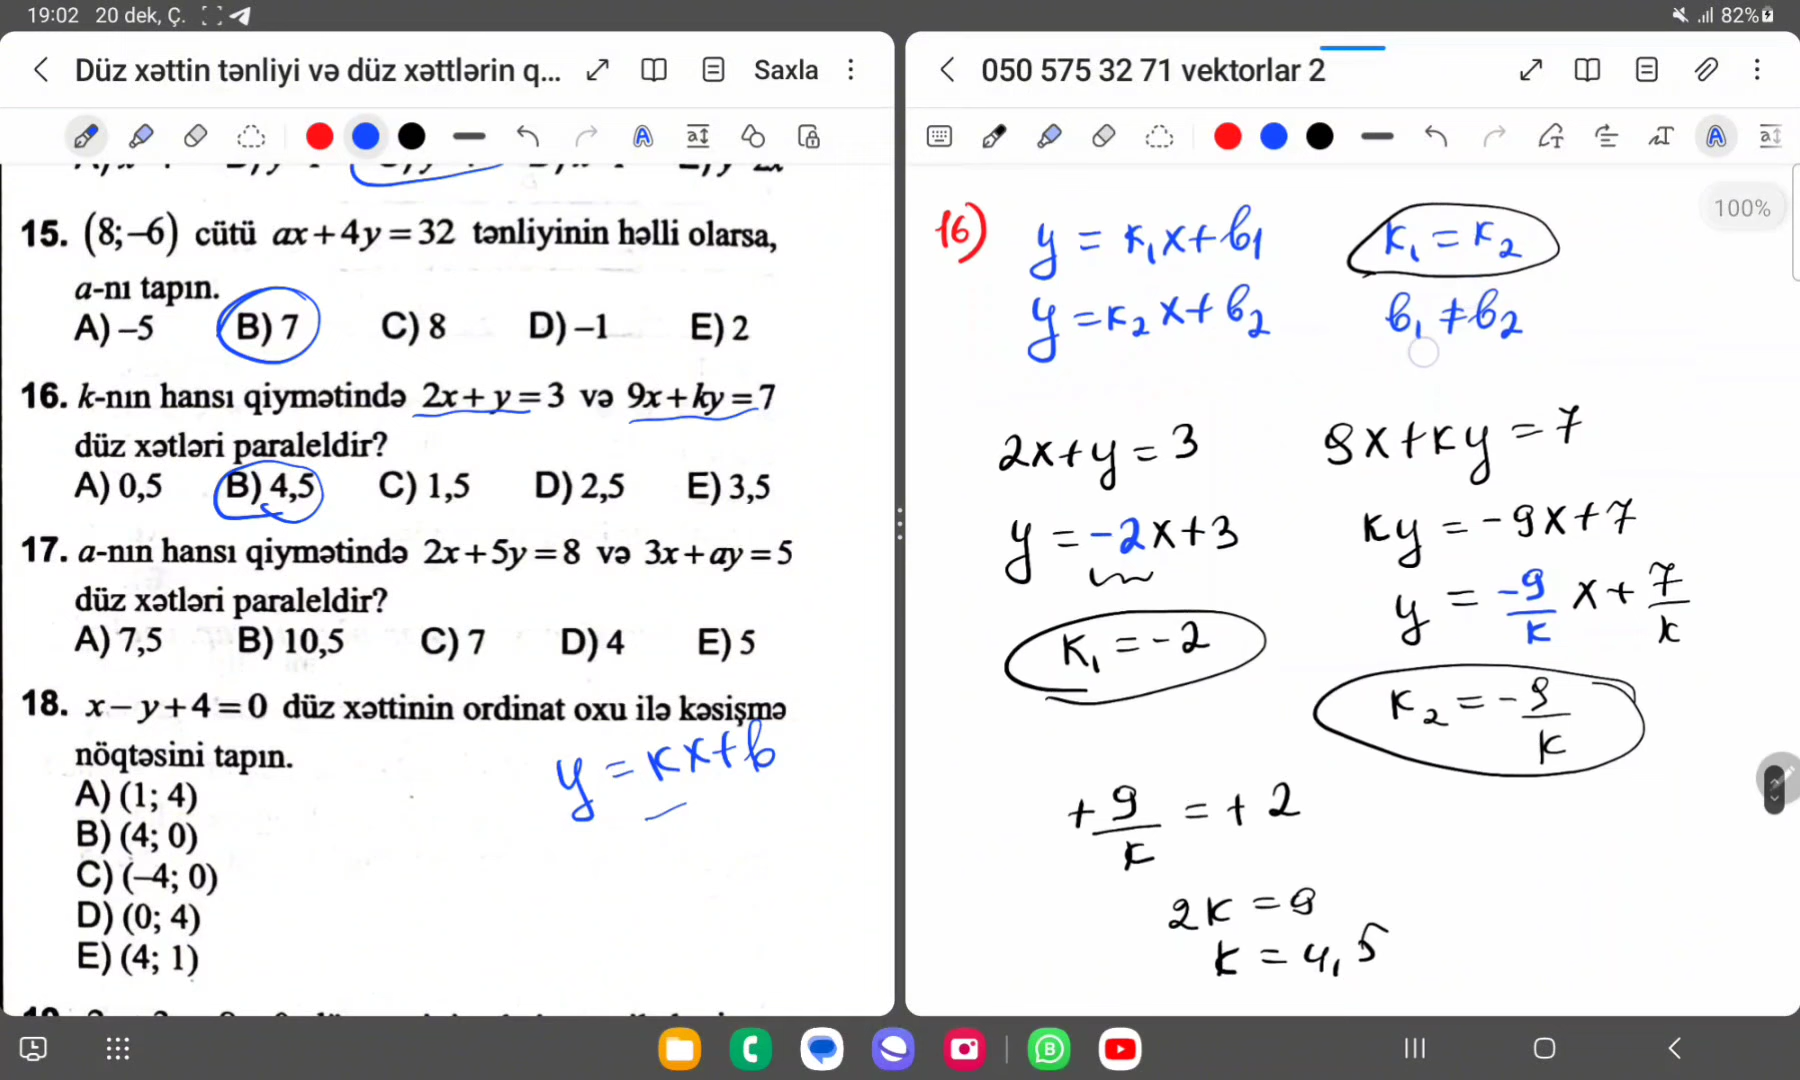 19:02 20 dek, Ç.
82%
Düz xəttin tənliyi və düz xəttlərin q...
Saxla
15. (8;–6) cütü ax+4y=32 tənliyinin həlli olarsa,
a-nı tapın.
A) –5 B) 7 C) 8 D) –1 E) 2
16. k-nın hansı qiymətində 2x+y=3 və 9x+ky=7
düz xətləri paraleldir?
A) 0,5 B) 4,5 C) 1,5 D) 2,5 E) 3,5
17. a-nın hansı qiymətində 2x+5y=8 və 3x+ay=5
düz xətləri paraleldir?
A) 7,5 B) 10,5 C) 7 D) 4 E) 5
18. x–y+4=0 düz xəttinin ordinat oxu ilə kəsişmə
nöqtəsini tapın.
y = kx+b
A) (1; 4)
B) (4; 0)
C) (–4; 0)
D) (0; 4)
E) (4; 1)
050 575 32 71 vektorlar 2
100%
16) y = k₁x+b₁ k₁ = k₂
y = k₂x+b₂ b₁ ≠ b₂
2x+y = 3 9x+ky = 7
y = -2x+3 ky = -9x+7
y = -9/k x + 7/k
k₁ = -2 k₂ = -9/k
+9/k = +2
2k = 9
k = 4,5